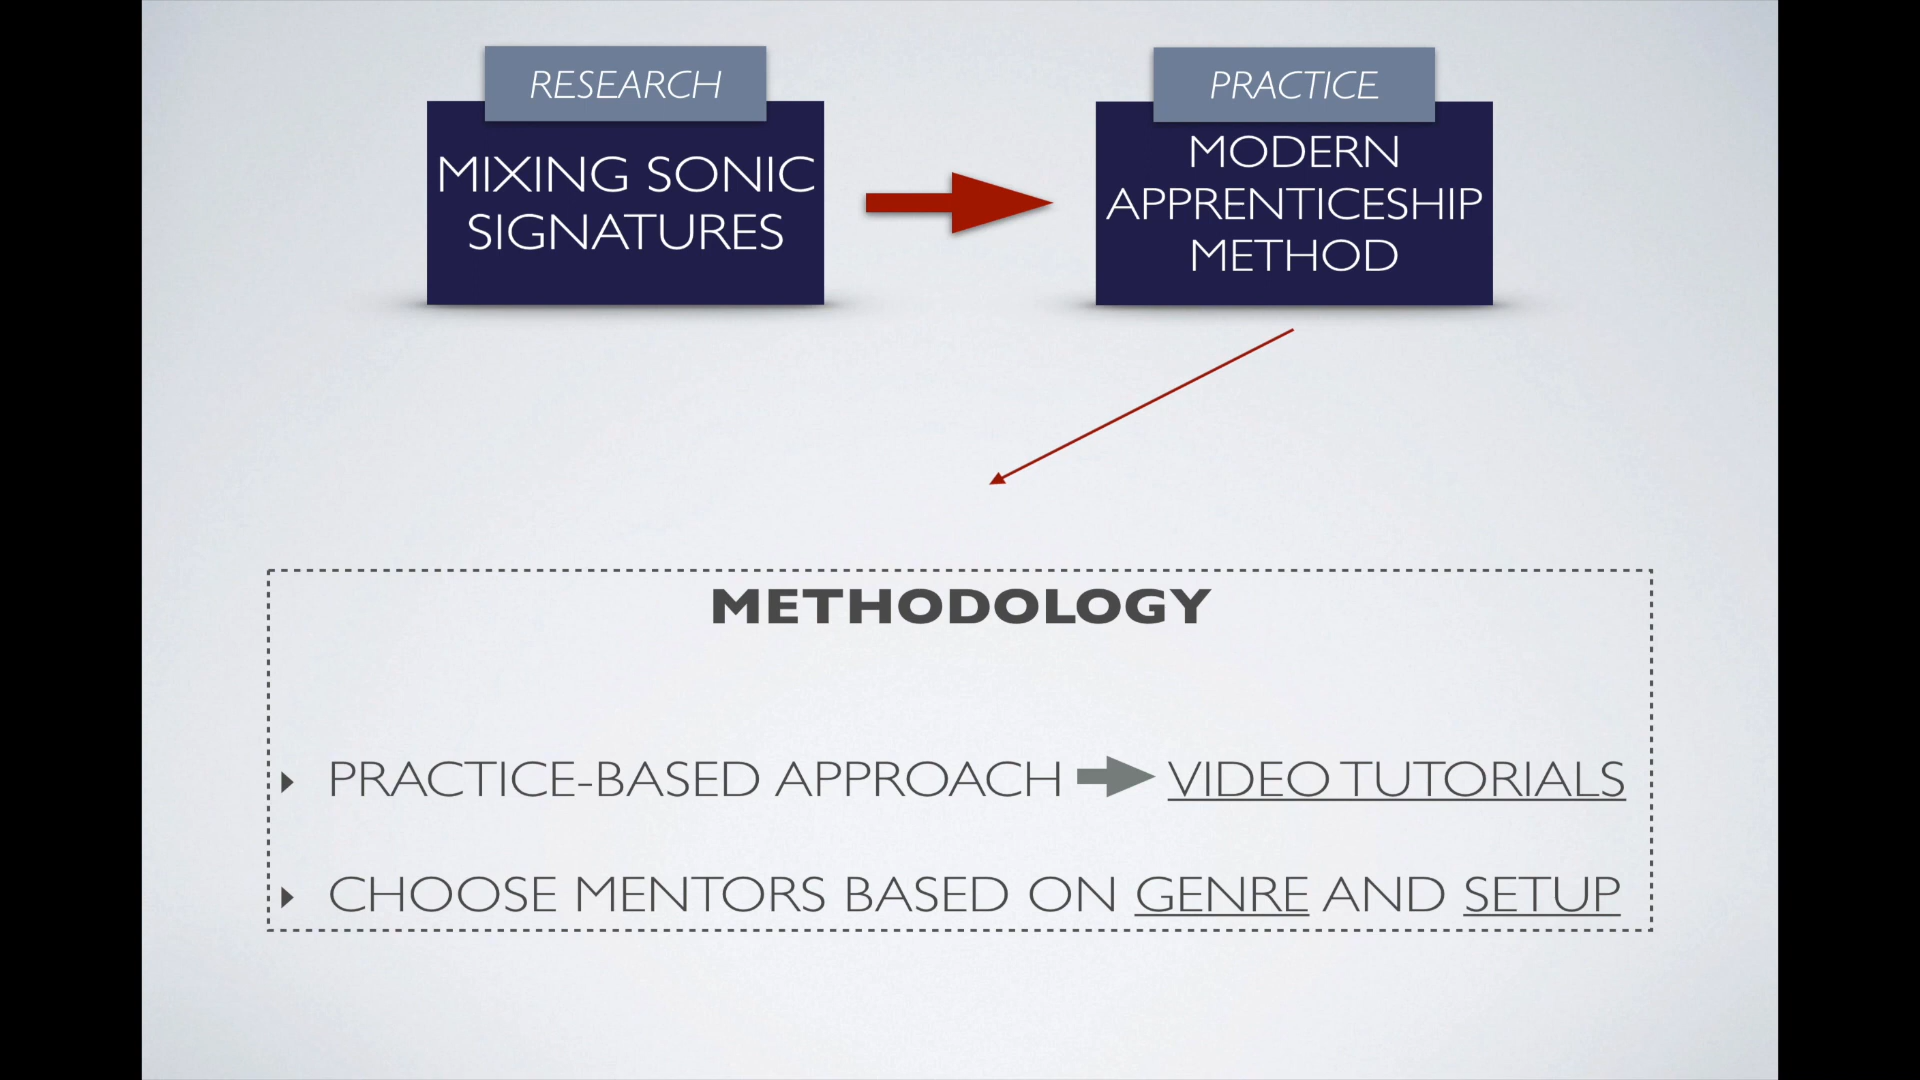 RESEARCH
MIXING SONIC
SIGNATURES
PRACTICE
MODERN
APPRENTICESHIP
METHOD
METHODOLOGY
PRACTICE-BASED APPROACH VIDEO TUTORIALS
CHOOSE MENTORS BASED ON GENRE AND SETUP